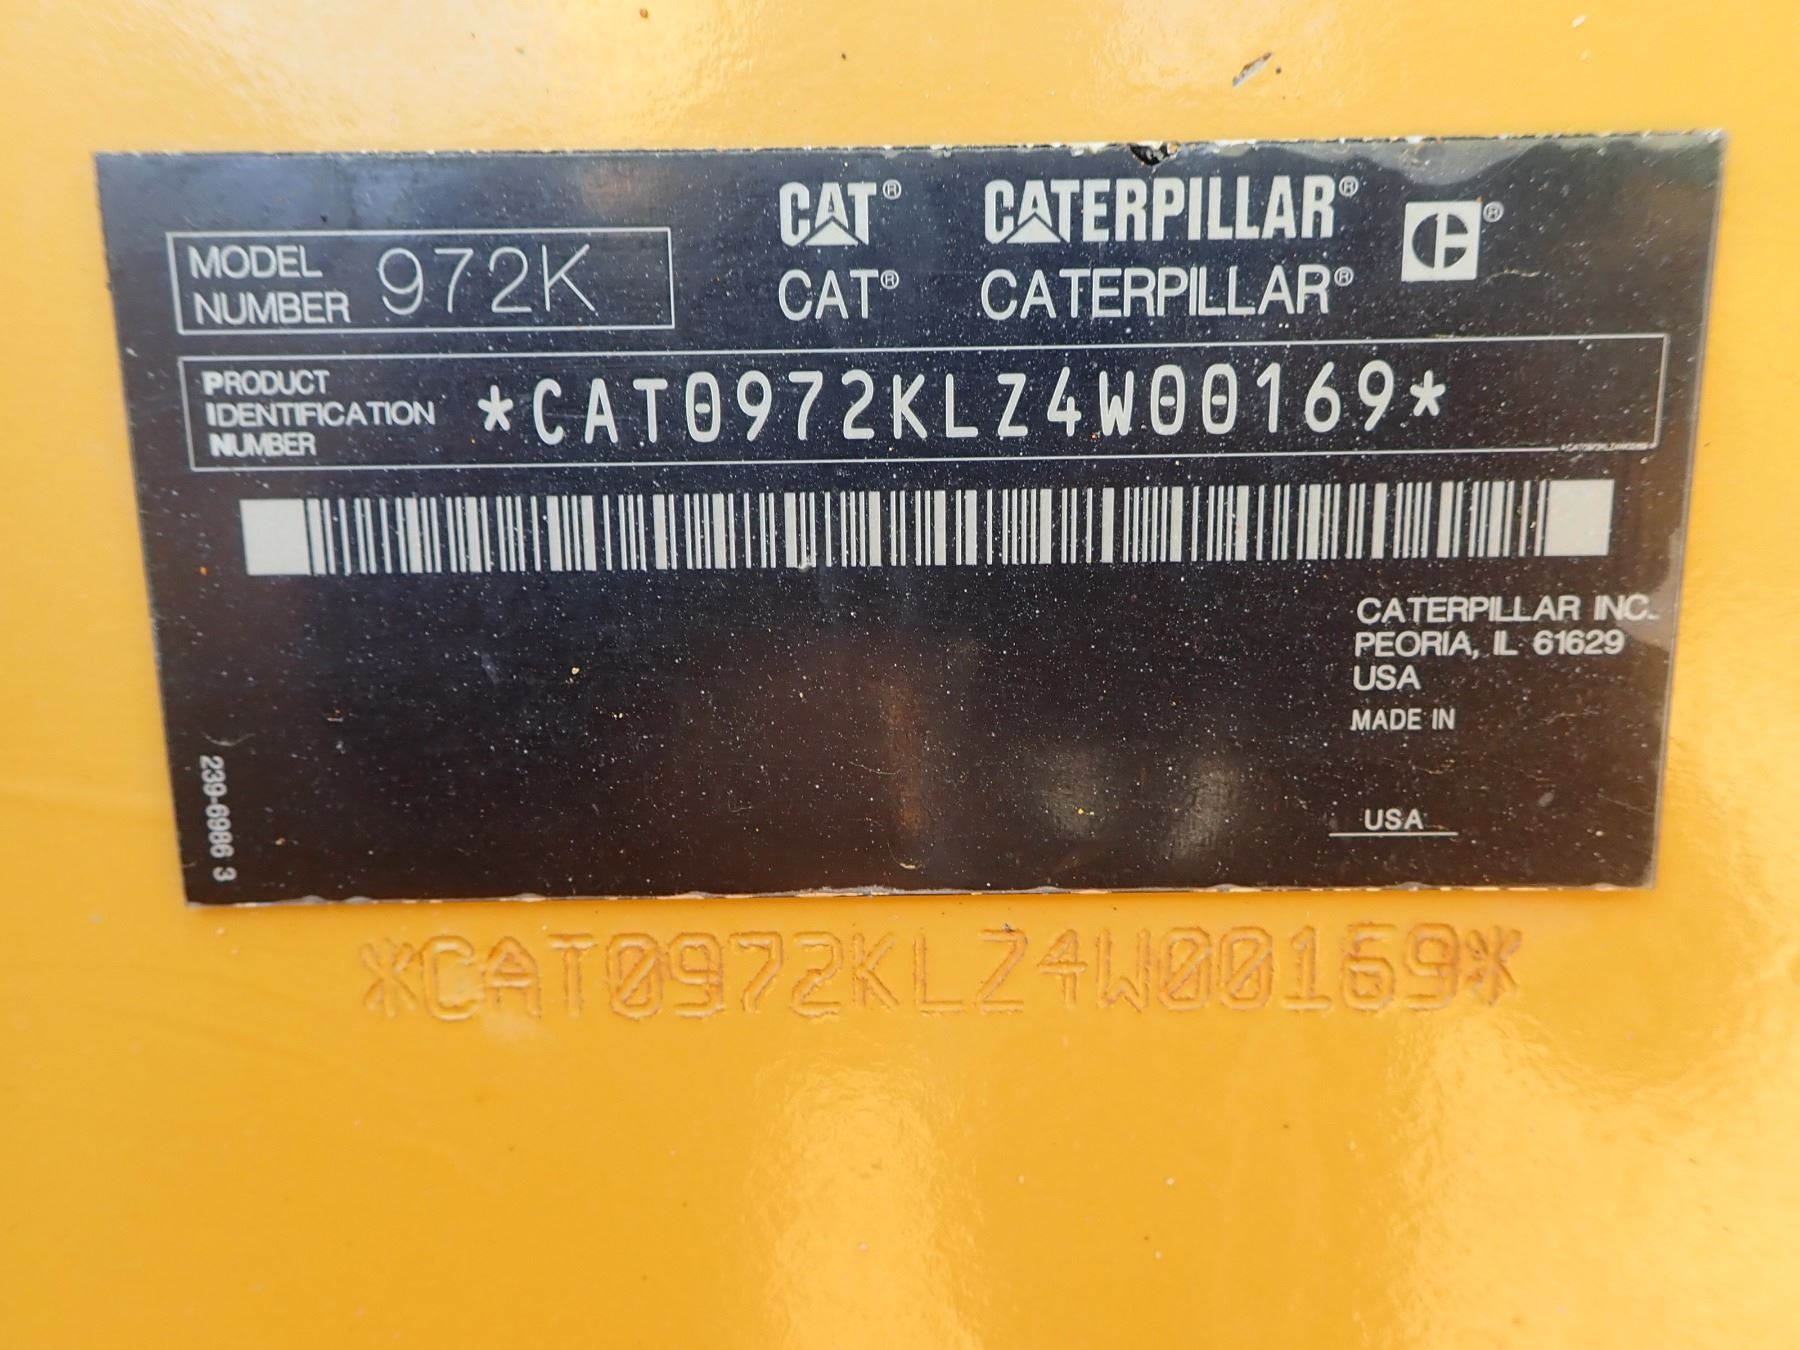 CAT® CATERPILLAR® CE®
MODEL NUMBER 972K
CAT® CATERPILLAR®
PRODUCT IDENTIFICATION NUMBER *CAT0972KLZ4W00169*
CATERPILLAR INC.
PEORIA, IL 61629
USA
MADE IN
USA
239-6986 3
*CAT0972KLZ4W00169*